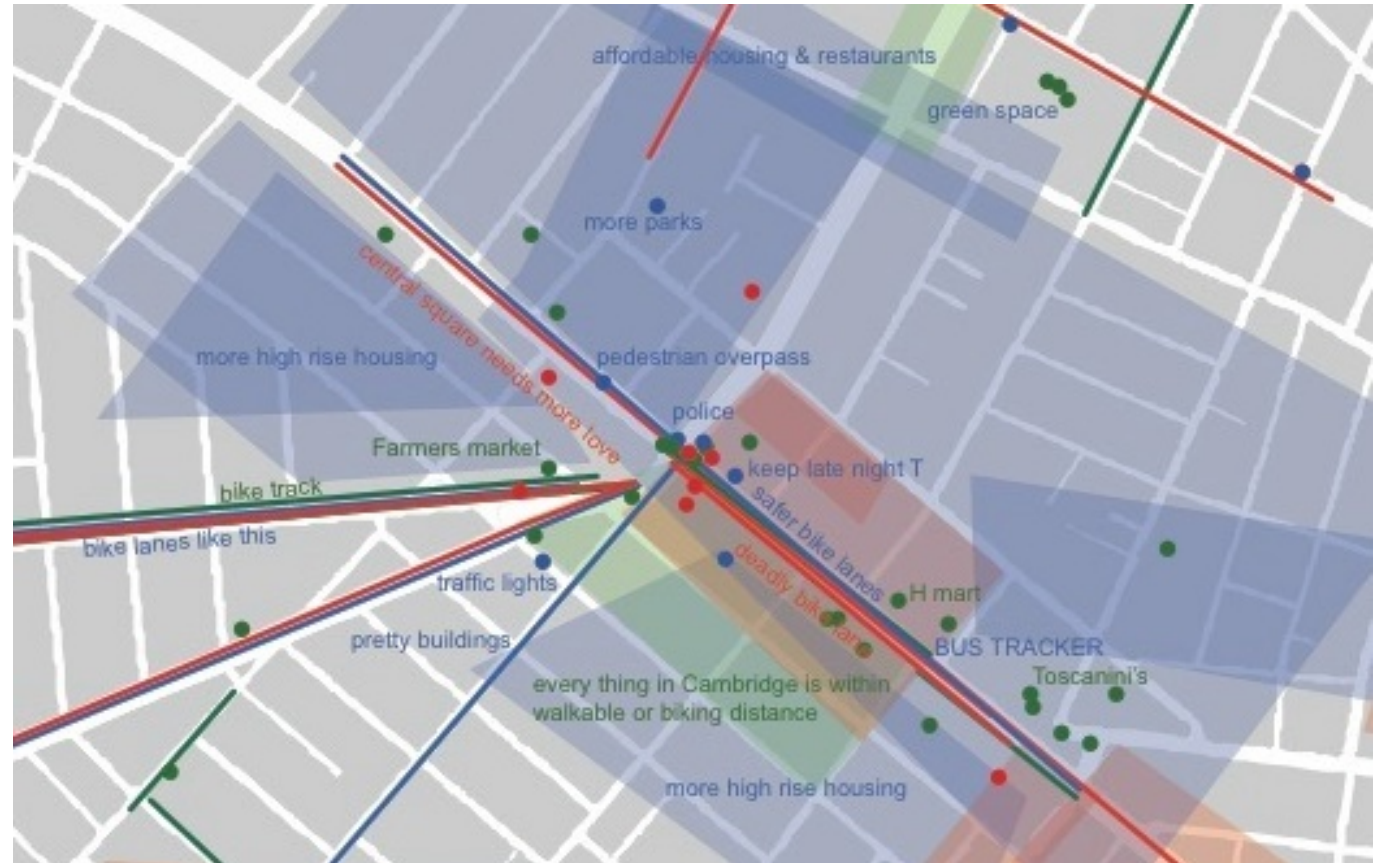 affordable housing & restaurants
green space
more parks
central square needs more love
more high rise housing
pedestrian overpass
police
Farmers market
keep late night T
bike track
safer bike lanes
bike lanes like this
deadly bike lane
traffic lights
H mart
pretty buildings
BUS TRACKER
Toscanini's
every thing in Cambridge is within
walkable or biking distance
more high rise housing